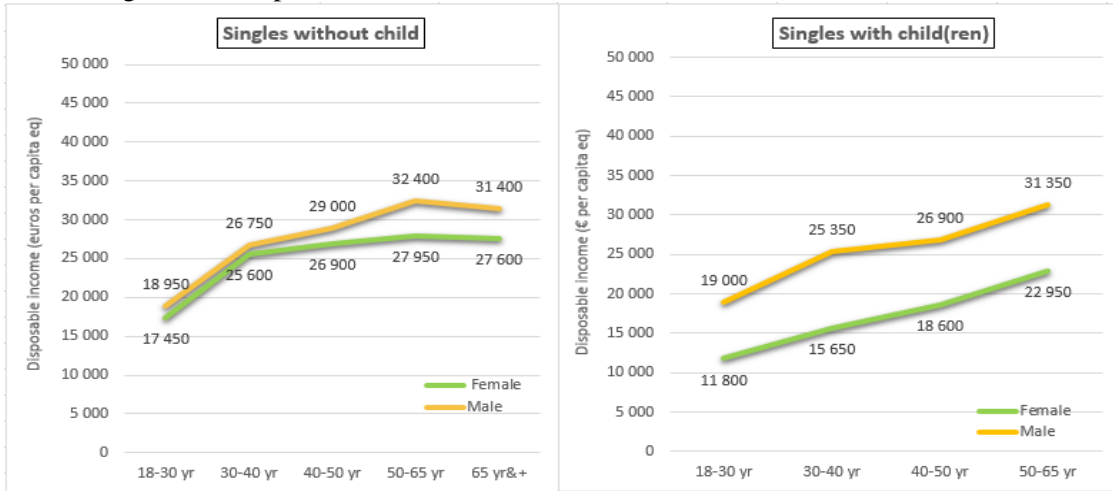 Singles without child
Disposable income (euros per capita eq)
50 000
45 000
40 000
35 000
30 000
25 000
20 000
15 000
10 000
5 000
0
18 950
26 750
29 000
32 400
31 400
17 450
25 600
26 900
27 950
27 600
Female
Male
18-30 yr
30-40 yr
40-50 yr
50-65 yr
65 yr&+
Singles with child(ren)
Disposable income (€ per capita eq)
50 000
45 000
40 000
35 000
30 000
25 000
20 000
15 000
10 000
5 000
0
19 000
25 350
26 900
31 350
11 800
15 650
18 600
22 950
Female
Male
18-30 yr
30-40 yr
40-50 yr
50-65 yr